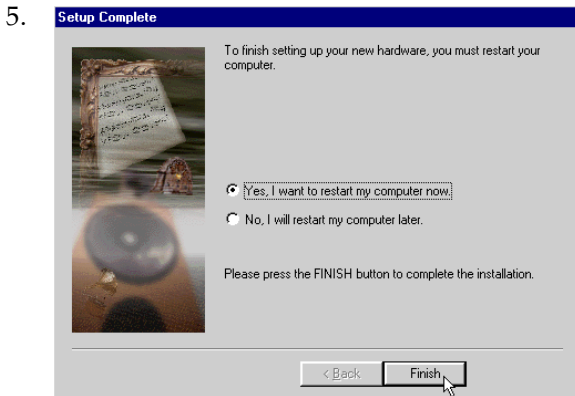 5.
Setup Complete
To finish setting up your new hardware, you must restart your
computer.
Yes, I want to restart my computer now.
No, I will restart my computer later.
Please press the FINISH button to complete the installation.
< Back
Finish